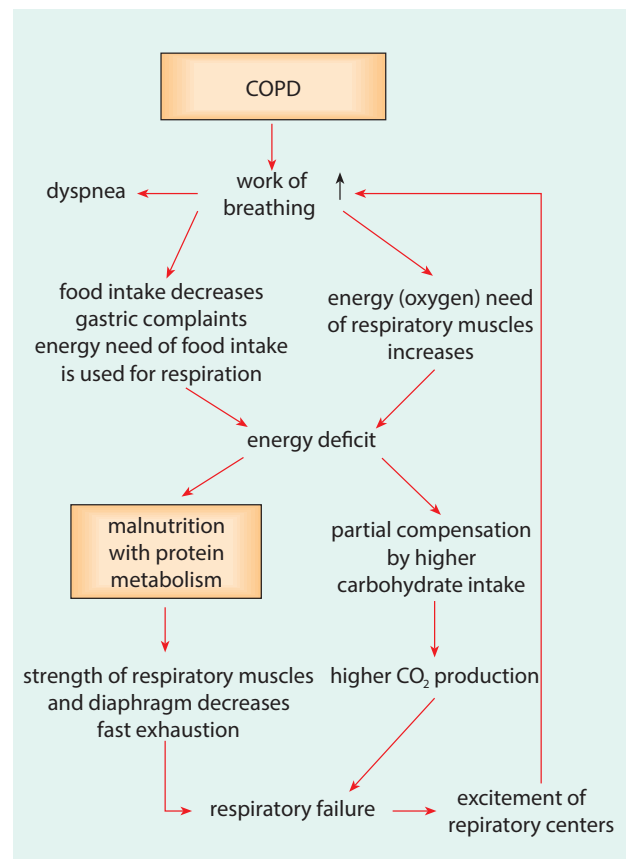 COPD
work of
breathing
dyspnea
food intake decreases
gastric complaints
energy need of food intake
is used for respiration
energy (oxygen) need
of respiratory muscles
increases
energy deficit
malnutrition
with protein
metabolism
partial compensation
by higher
carbohydrate intake
strength of respiratory muscles
and diaphragm decreases
fast exhaustion
higher CO₂ production
respiratory failure
excitement of
repiratory centers